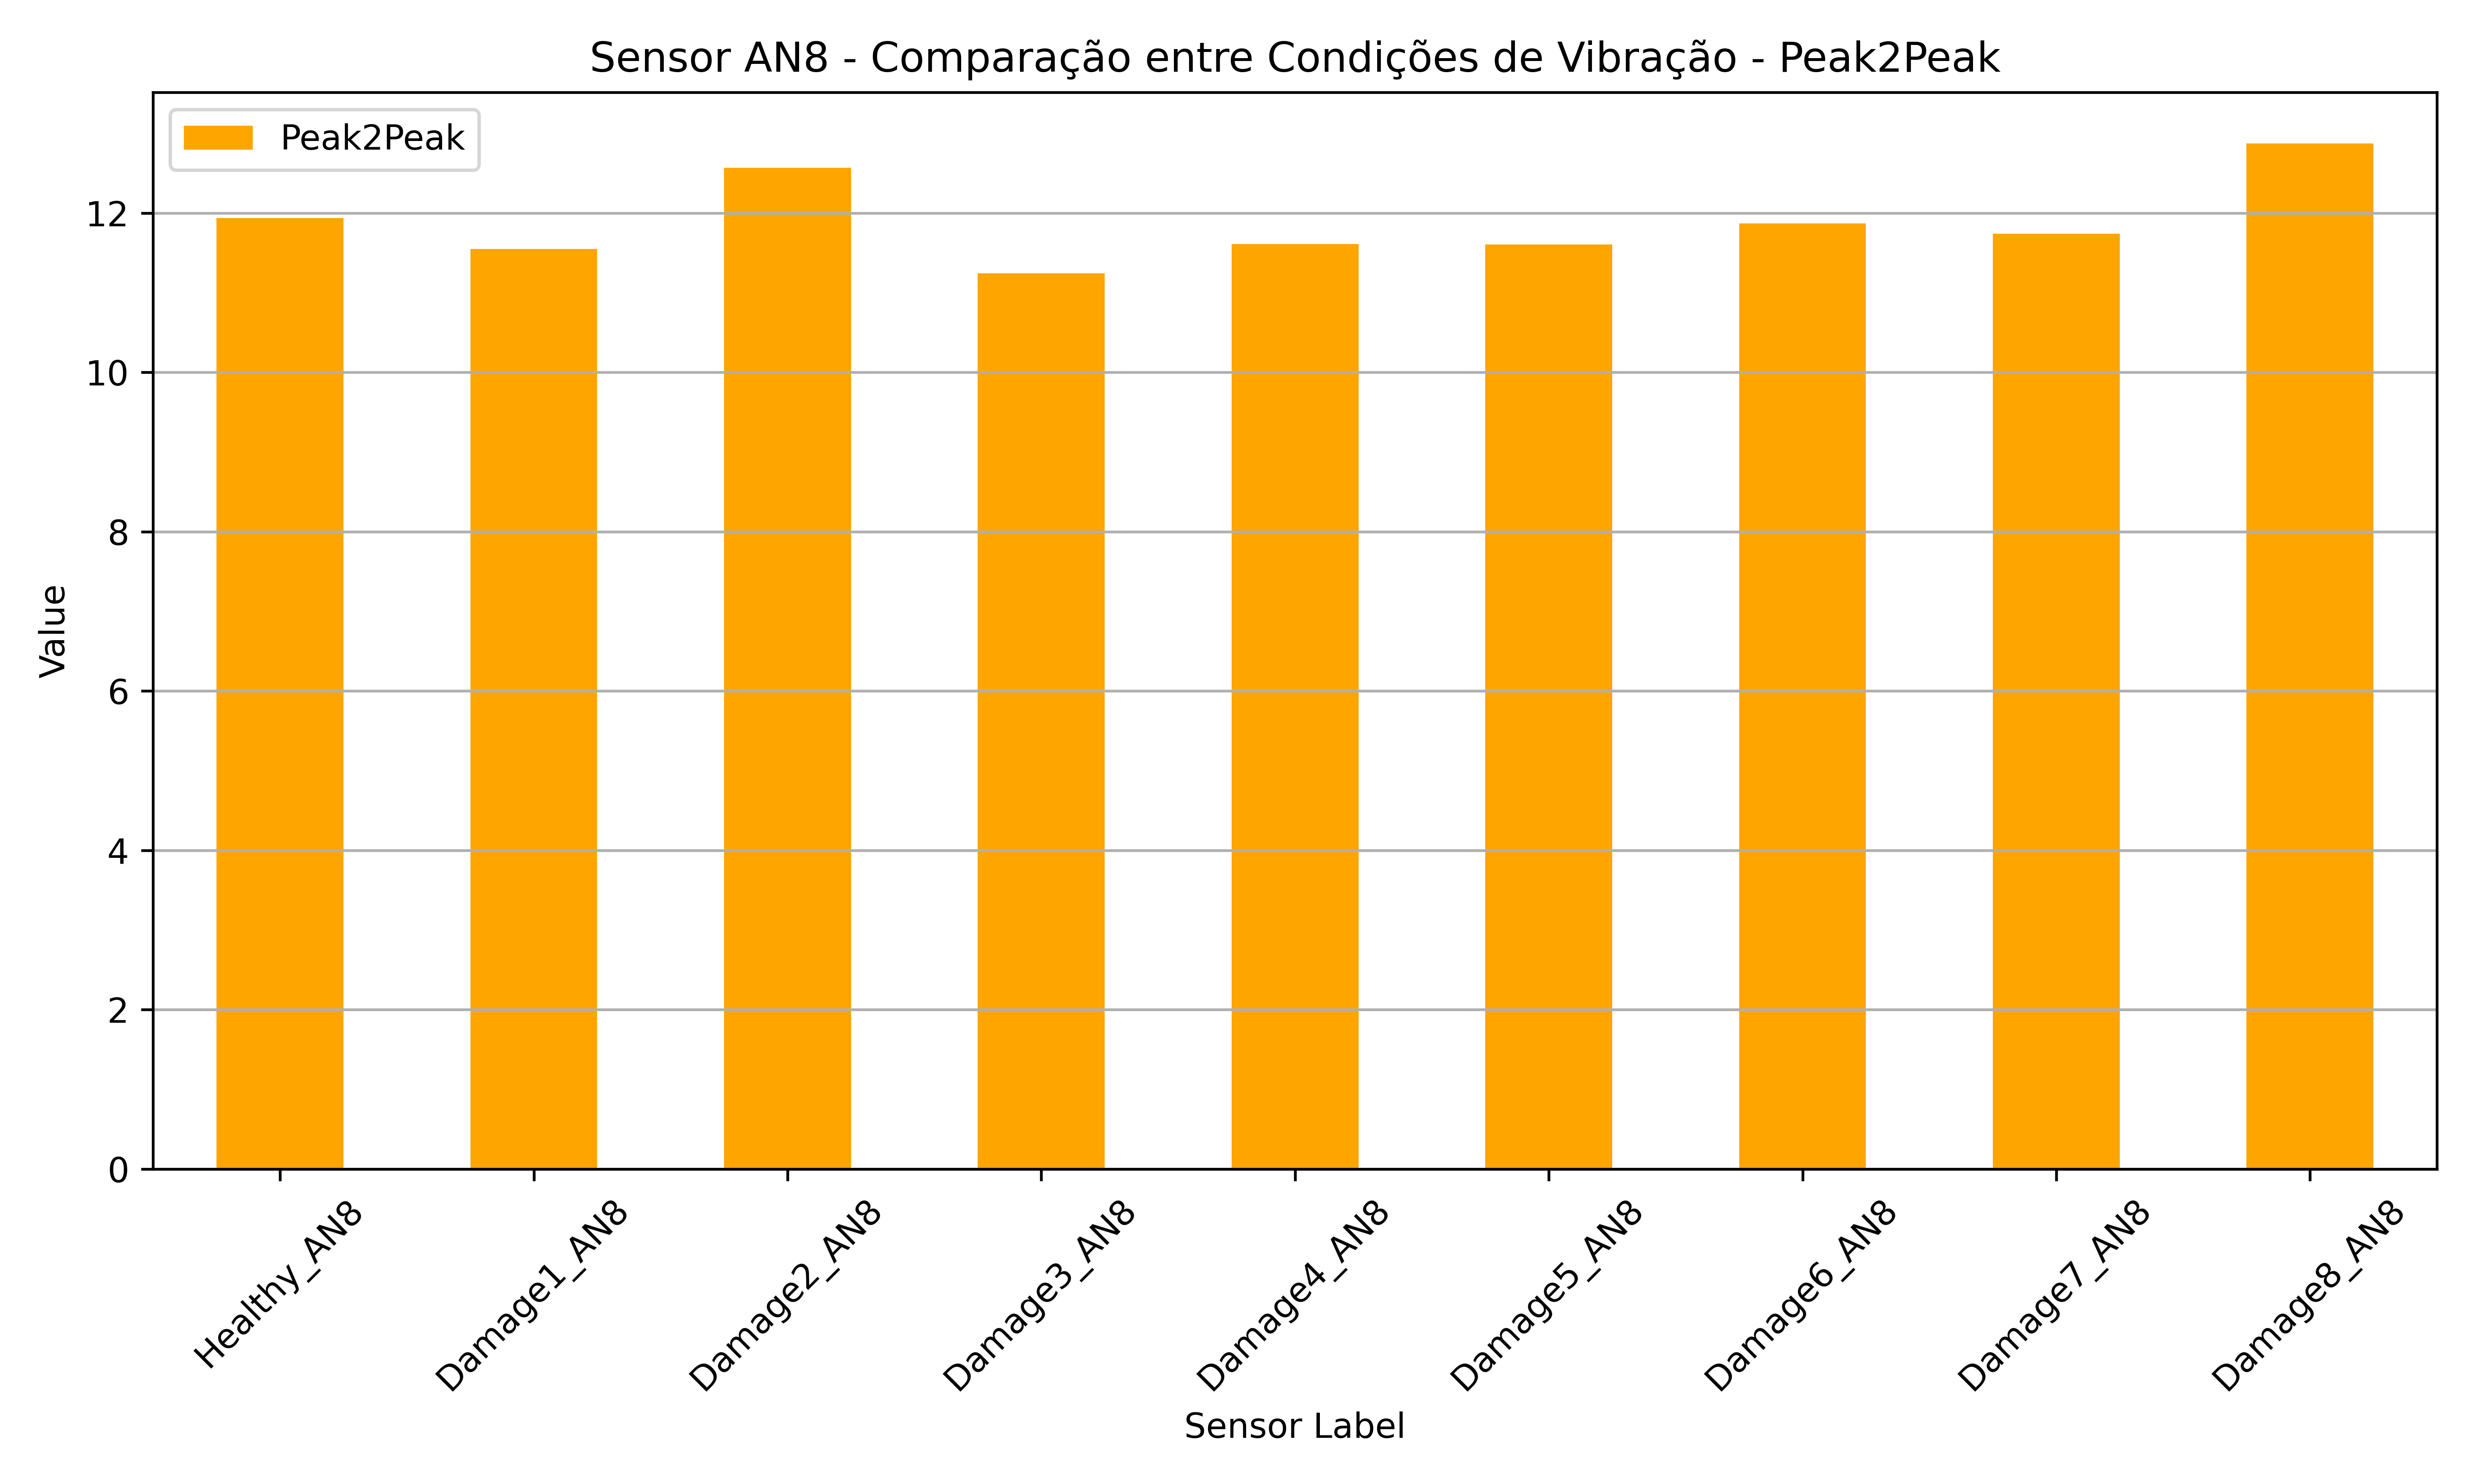 Sensor AN8 - Comparação entre Condições de Vibração - Peak2Peak
Peak2Peak
12
10
8
6
4
2
0
Value
Healthy_AN8
Damage1_AN8
Damage2_AN8
Damage3_AN8
Damage4_AN8
Damage5_AN8
Damage6_AN8
Damage7_AN8
Damage8_AN8
Sensor Label